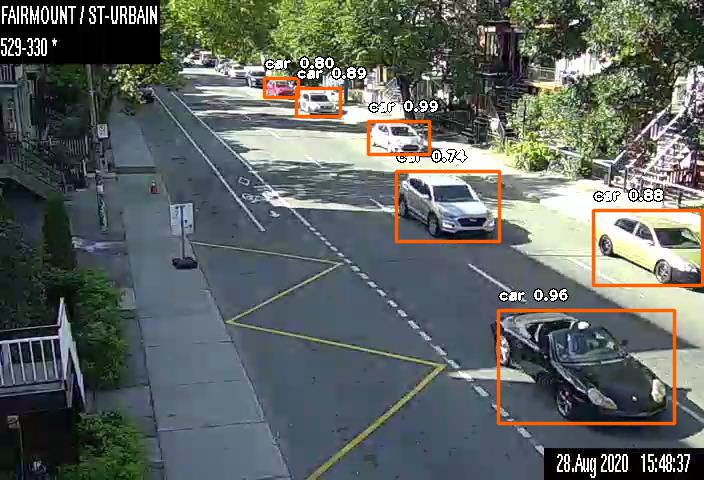 FAIRMOUNT / ST-URBAIN
529-330 *
car 0.80
car 0.89
car 0.99
car 0.74
car 0.88
car 0.96
28.Aug 2020 15:48:37